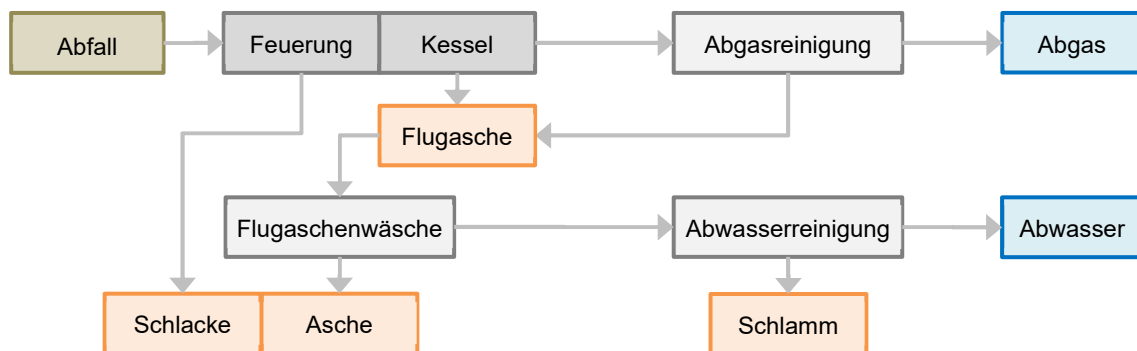 Abfall
Feuerung
Kessel
Abgasreinigung
Abgas
Flugasche
Flugaschenwäsche
Abwasserreinigung
Abwasser
Schlacke
Asche
Schlamm